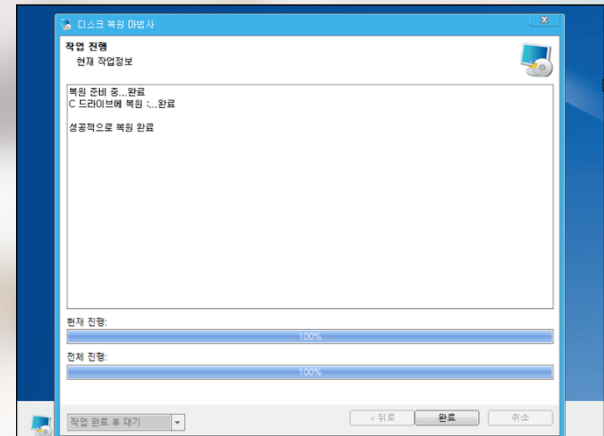 디스크 복원 마법사
작업 진행
현재 작업정보
복원 준비 중...완료
C 드라이브에 복원 :...완료
성공적으로 복원 완료
현재 진행:
100%
전체 진행:
100%
작업 완료 후 대기
< 뒤로
완료
취소